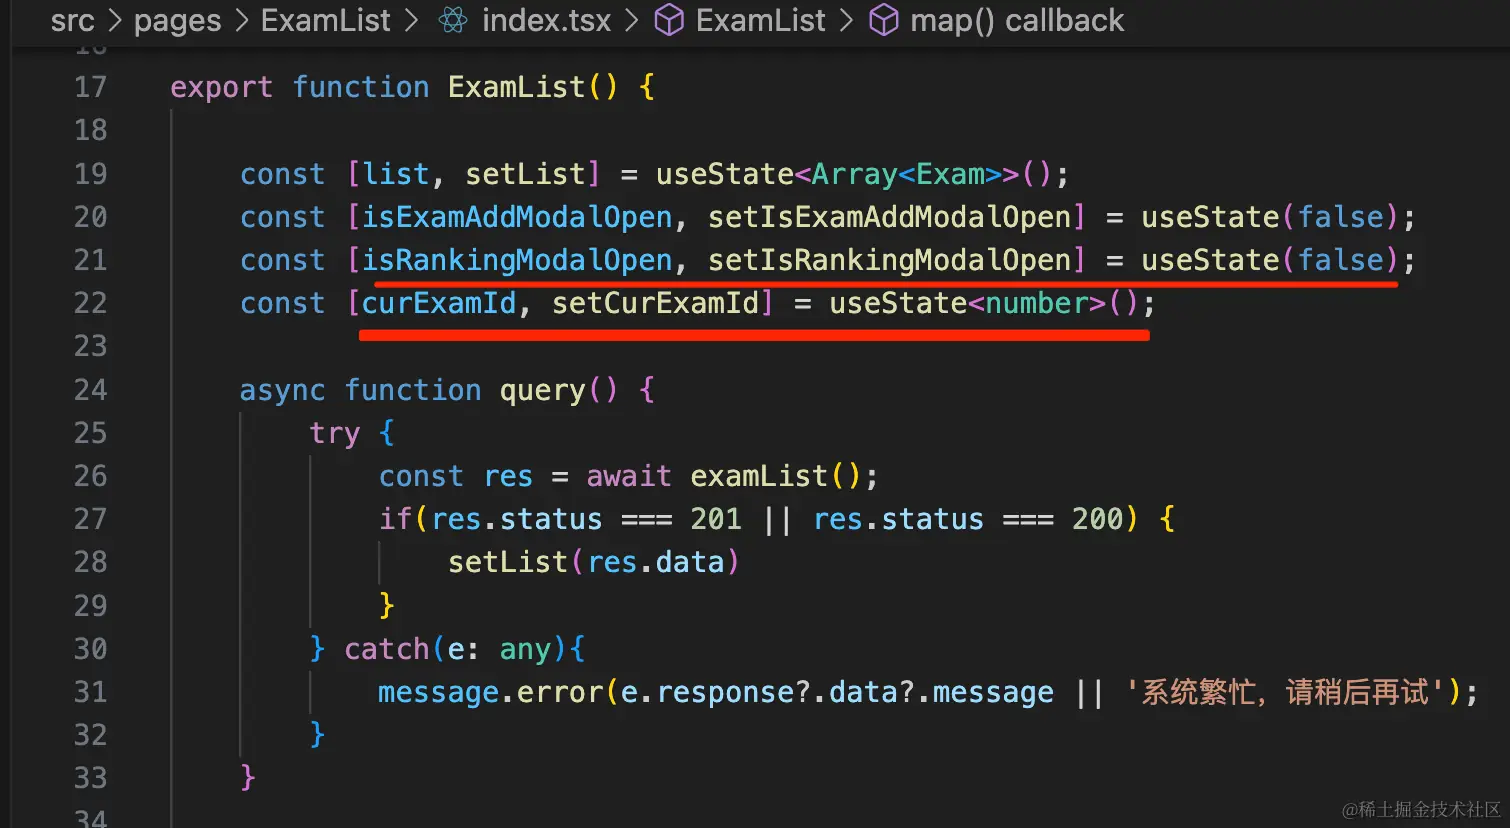 src > pages > ExamList > index.tsx > ExamList > map() callback
16
17 export function ExamList() {
18
19 const [list, setList] = useState<Array<Exam>>();
20 const [isExamAddModalOpen, setIsExamAddModalOpen] = useState(false);
21 const [isRankingModalOpen, setIsRankingModalOpen] = useState(false);
22 const [curExamId, setCurExamId] = useState<number>();
23
24 async function query() {
25 try {
26 const res = await examList();
27 if(res.status === 201 || res.status === 200) {
28 setList(res.data)
29 }
30 } catch(e: any){
31 message.error(e.response?.data?.message || '系统繁忙，请稍后再试');
32 }
33 }
34
@稀土掘金技术社区